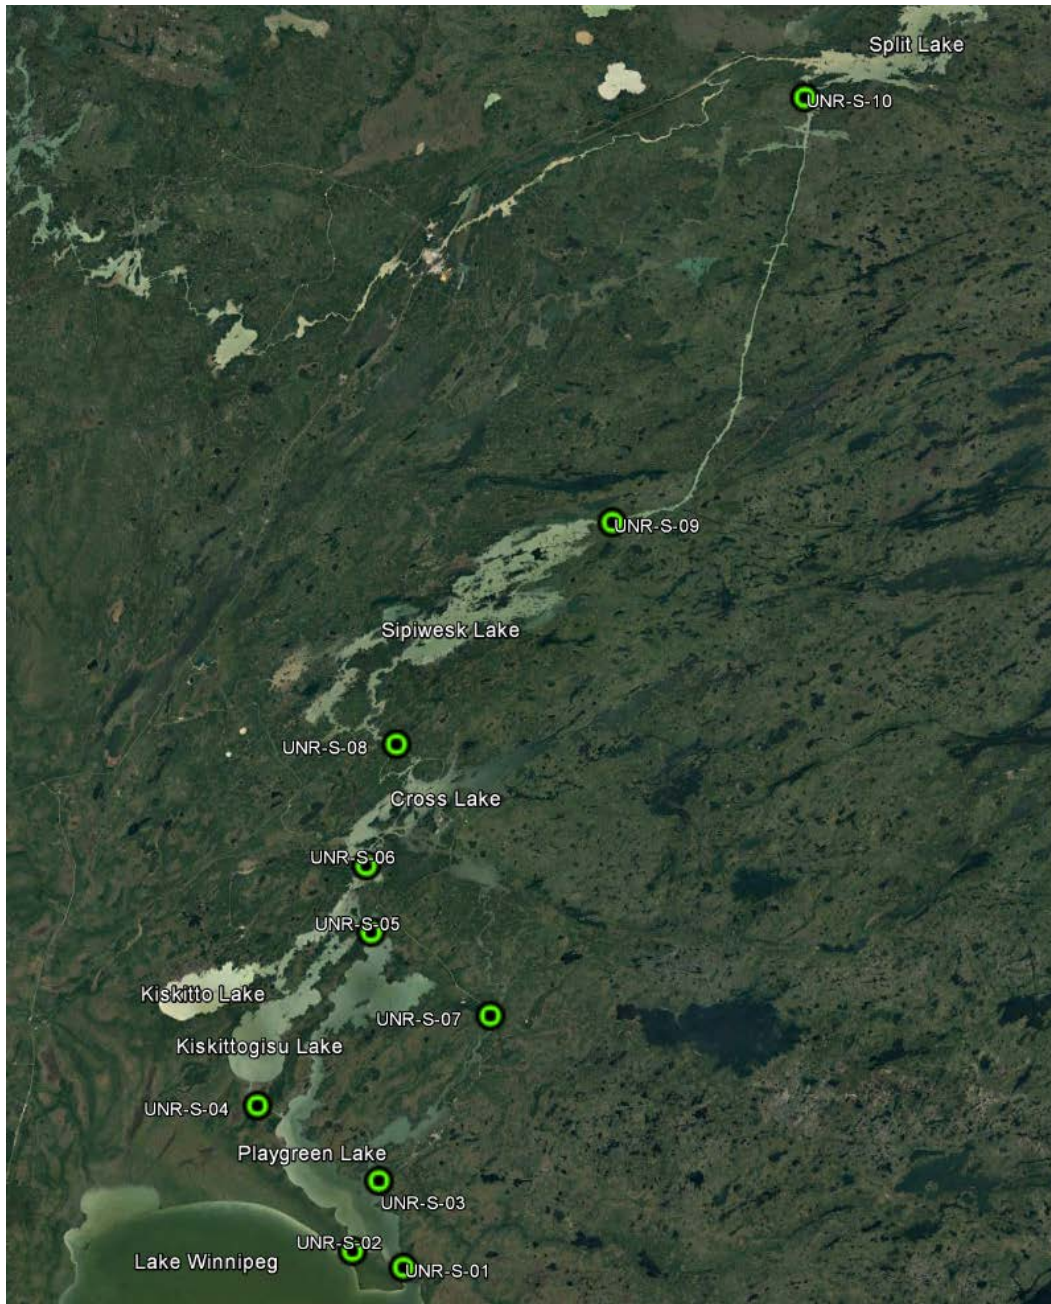 Split Lake
UNR-S-10
UNR-S-09
Sipiwesk Lake
UNR-S-08
Cross Lake
UNR-S-06
UNR-S-05
Kiskitto Lake
UNR-S-07
Kiskittogisu Lake
UNR-S-04
Playgreen Lake
UNR-S-03
UNR-S-02
Lake Winnipeg
UNR-S-01